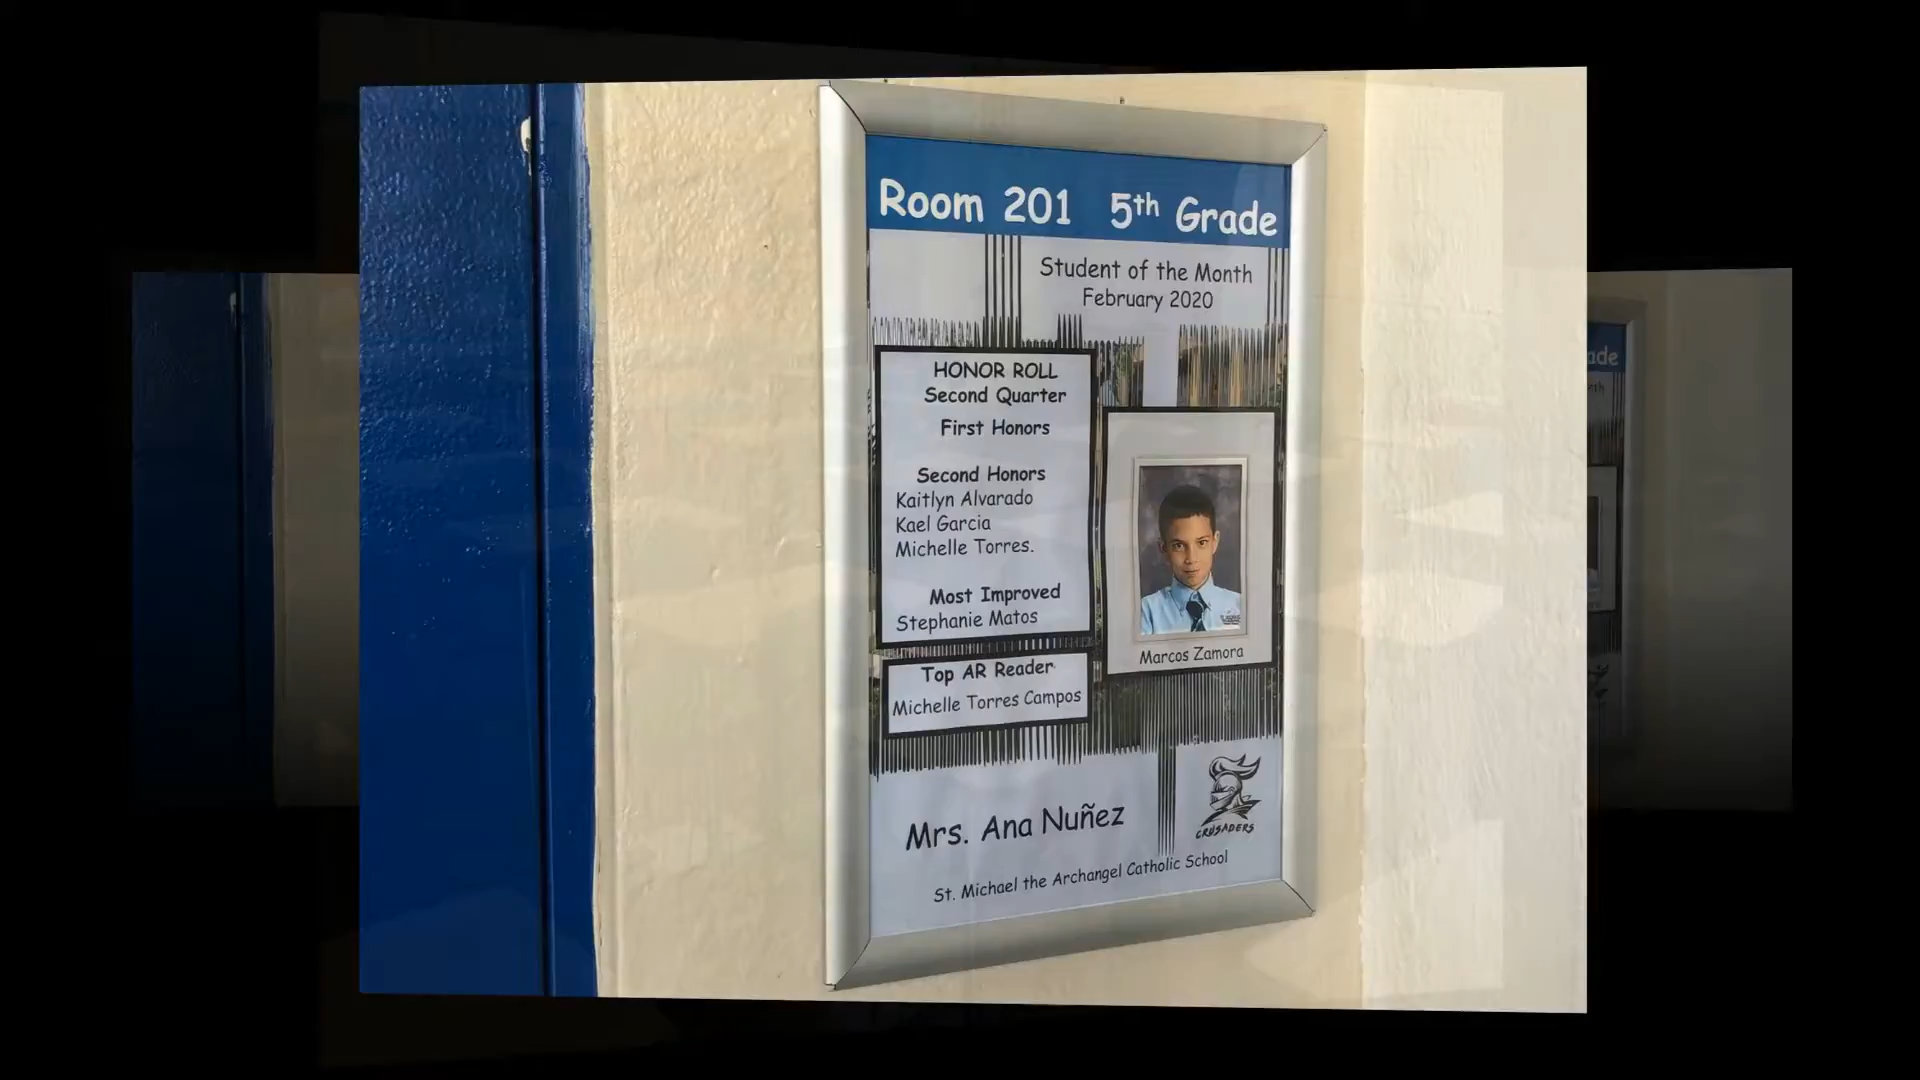 Room 201 5th Grade
Student of the Month
February 2020
HONOR ROLL
Second Quarter
First Honors
Second Honors
Kaitlyn Alvarado
Kael Garcia
Michelle Torres.
Most Improved
Stephanie Matos
Top AR Reader
Michelle Torres Campos
Marcos Zamora
Mrs. Ana Nuñez
CRUSADERS
St. Michael the Archangel Catholic School
ade
th